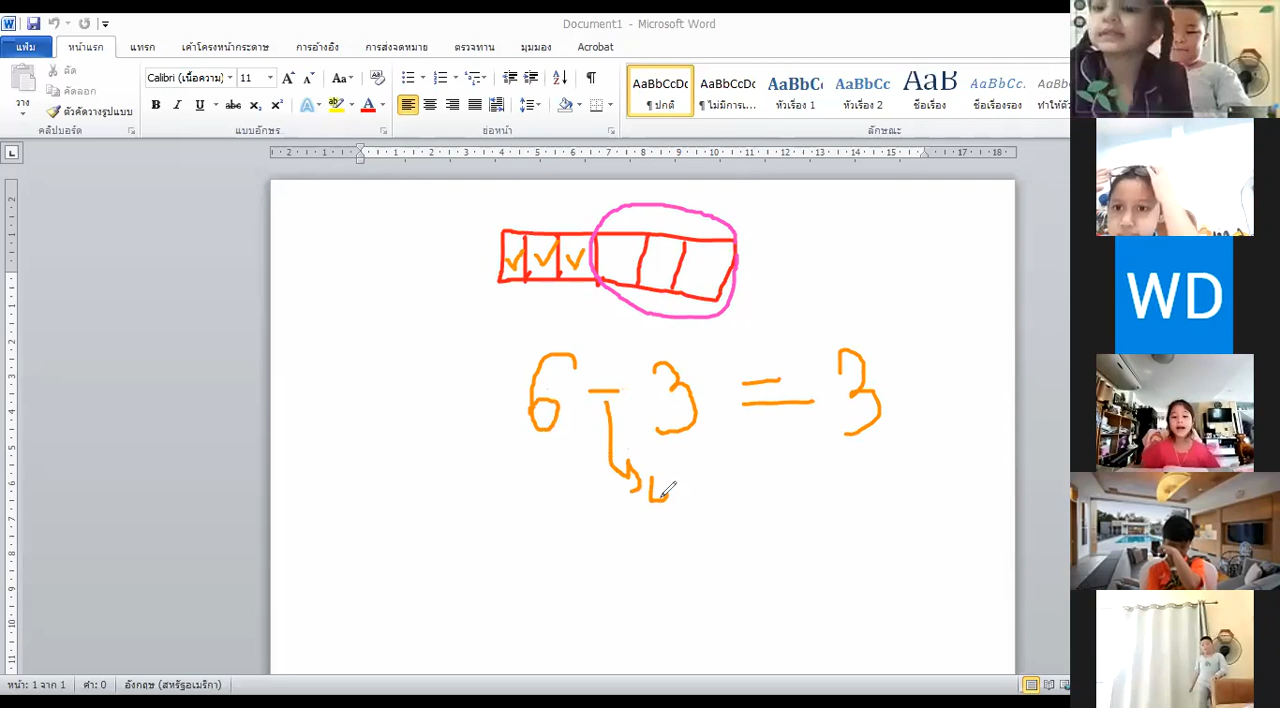 Document1 - Microsoft Word
แฟ้ม หน้าแรก แทรก เค้าโครงหน้ากระดาษ การอ้างอิง การส่งจดหมาย ตรวจทาน มุมมอง Acrobat
วาง
ตัด
คัดลอก
ตัวคัดวางรูปแบบ
คลิปบอร์ด
Calibri (เนื้อความ) 11
แบบอักษร
ย่อหน้า
AaBbCcDc AaBbCcDc AaBbC AaBbCc AaB AaBbCc AaBbCcDc
¶ ปกติ ¶ ไม่มีการ... หัวเรื่อง 1 หัวเรื่อง 2 ชื่อเรื่อง ชื่อเรื่องรอง ทำให้ตัว
ลักษณะ
6 - 3 = 3
WD
หน้า: 1 จาก 1 คำ: 0 อังกฤษ (สหรัฐอเมริกา)